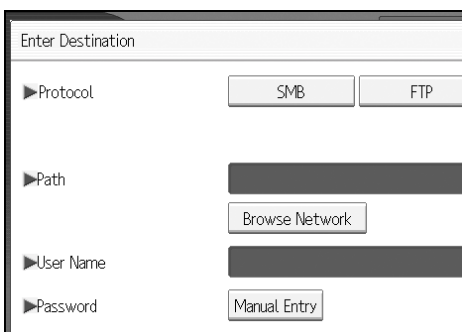 Enter Destination
▶Protocol SMB FTP
▶Path
Browse Network
▶User Name
▶Password Manual Entry